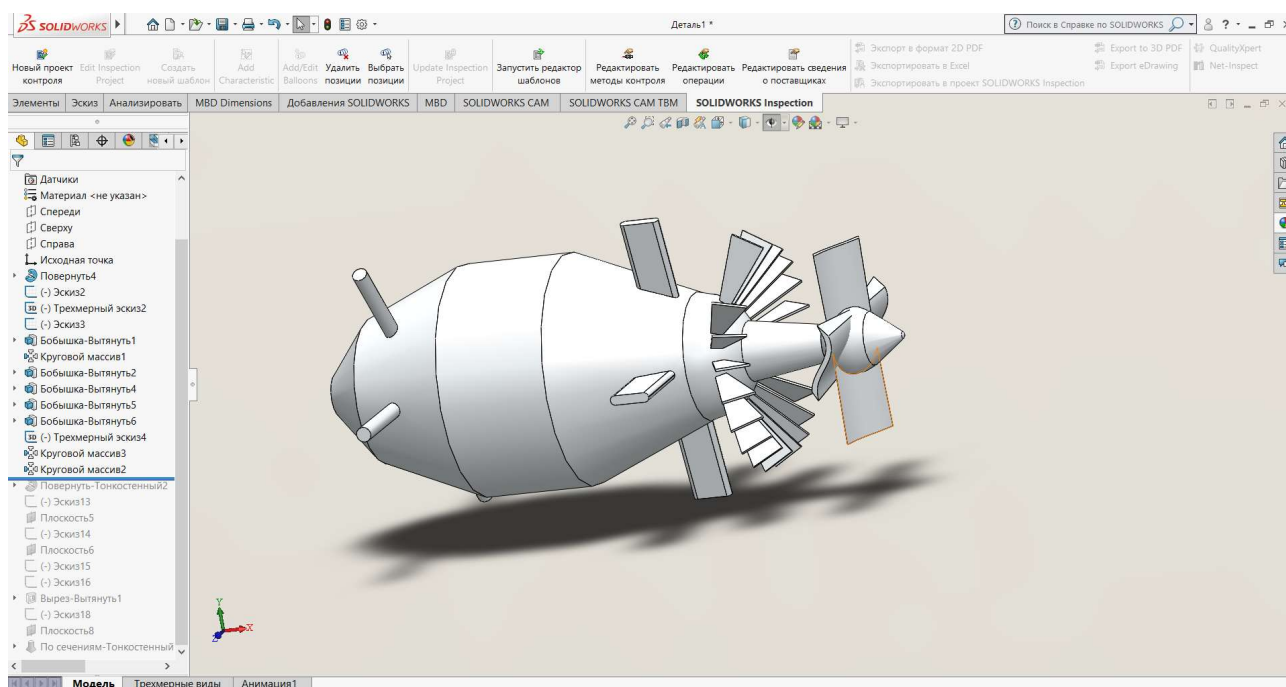 SOLIDWORKS
Деталь1 *
Поиск в Справке по SOLIDWORKS
Новый проект контроля
Edit Inspection Project
Создать новый шаблон
Add Characteristic
Add/Edit Balloons
Удалить позиции
Выбрать позиции
Update Inspection Project
Запустить редактор шаблонов
Редактировать методы контроля
Редактировать операции
Редактировать сведения о поставщиках
Экспорт в формат 2D PDF
Экспортировать в Excel
Экспортировать в проект SOLIDWORKS Inspection
Export to 3D PDF
Export eDrawing
QualityXpert
Net-Inspect
Элементы
Эскиз
Анализировать
MBD Dimensions
Добавления SOLIDWORKS
MBD
SOLIDWORKS CAM
SOLIDWORKS CAM TBM
SOLIDWORKS Inspection
Датчики
Материал <не указан>
Спереди
Сверху
Справа
Исходная точка
Повернуть4
(-) Эскиз2
3D (-) Трехмерный эскиз2
(-) Эскиз3
Бобышка-Вытянуть1
Круговой массив1
Бобышка-Вытянуть2
Бобышка-Вытянуть4
Бобышка-Вытянуть5
Бобышка-Вытянуть6
3D (-) Трехмерный эскиз4
Круговой массив3
Круговой массив2
Повернуть-Тонкостенный2
(-) Эскиз13
Плоскость5
(-) Эскиз14
Плоскость6
(-) Эскиз15
(-) Эскиз16
Вырез-Вытянуть1
(-) Эскиз18
Плоскость8
По сечениям-Тонкостенный
Y
X
Z
Модель
Трехмерные виды
Анимация1